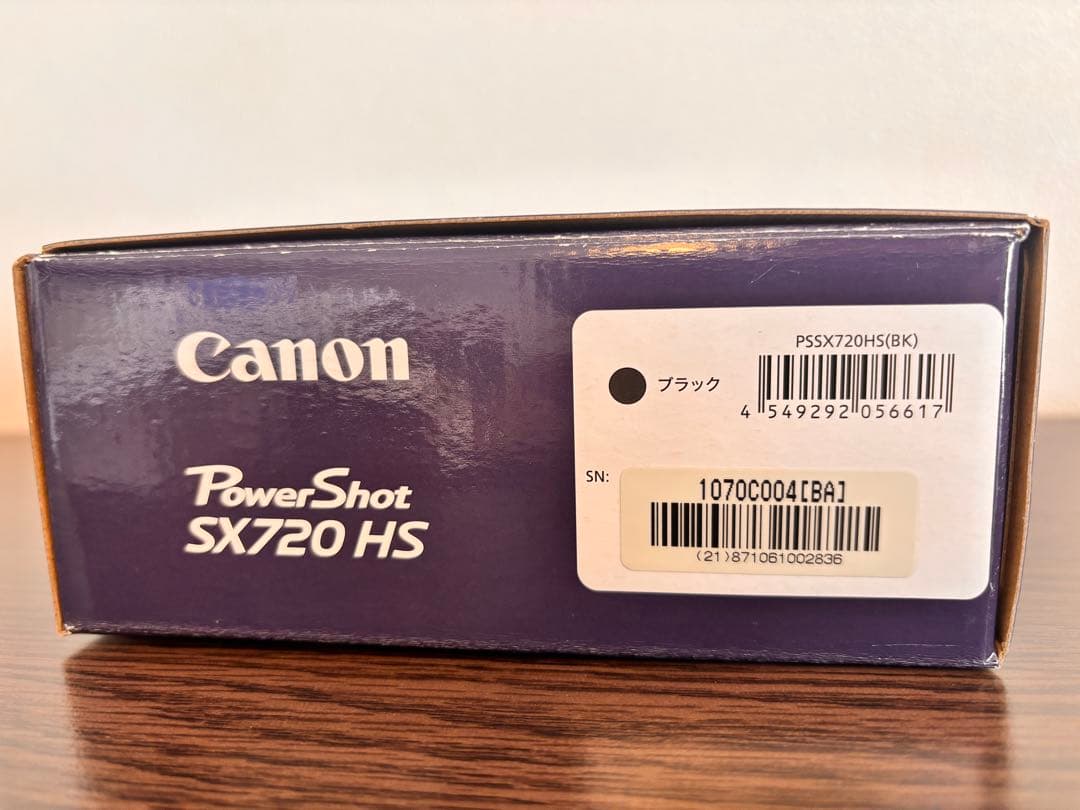 Canon
PowerShot
SX720 HS
PSSX720HS(BK)
ブラック
4 549292 056617
SN:
1070C004[BA]
(21)871061002836